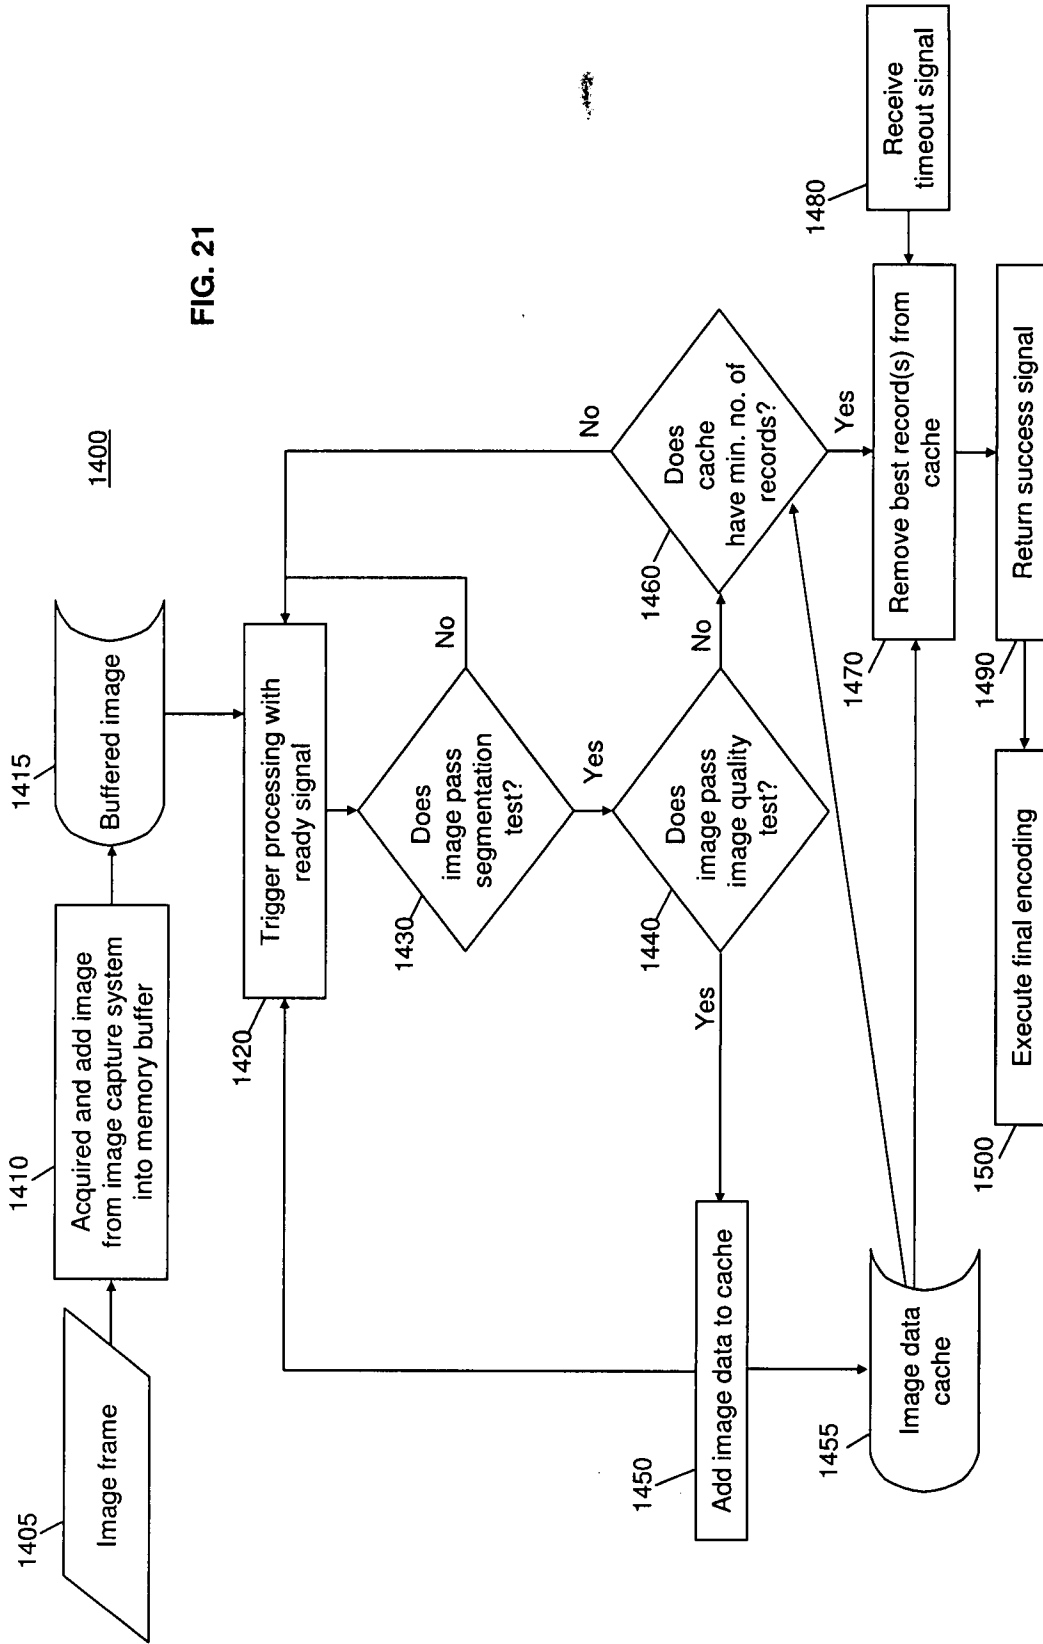 FIG. 21
1400
1405
Image frame
1410
Acquired and add image
from image capture system
into memory buffer
1415
Buffered image
1420
Trigger processing with
ready signal
1430
Does
image pass
segmentation
test?
No
Yes
1440
Does
image pass
image quality
test?
Yes
No
1450
Add image data to cache
1455
Image data
cache
1460
Does
cache
have min. no. of
records?
No
Yes
1470
Remove best record(s) from
cache
1480
Receive
timeout signal
1490
Return success signal
1500
Execute final encoding